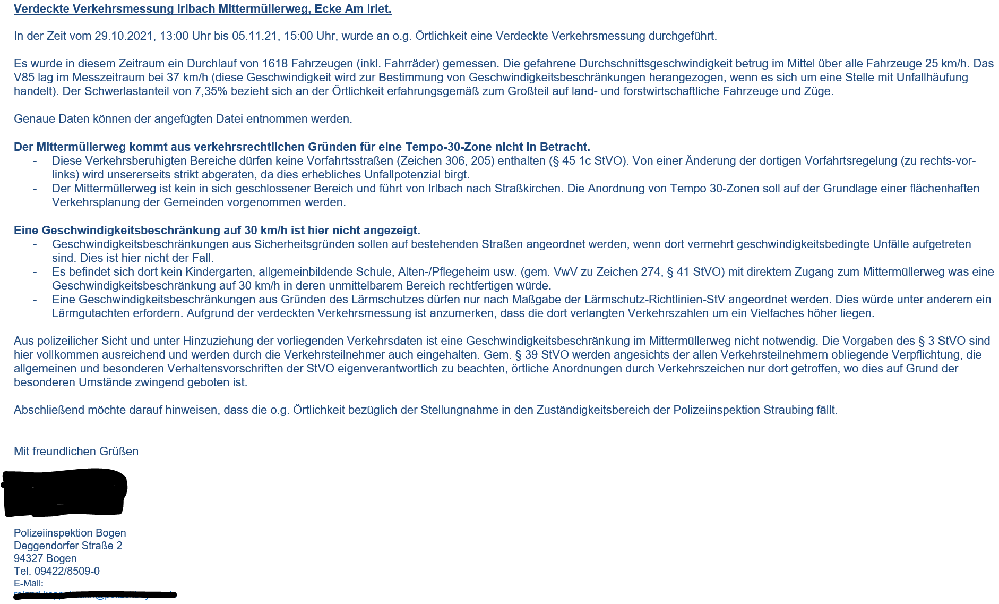 Verdeckte Verkehrsmessung Irlbach Mittermüllerweg, Ecke Am Irlet.
In der Zeit vom 29.10.2021, 13:00 Uhr bis 05.11.21, 15:00 Uhr, wurde an o.g. Örtlichkeit eine Verdeckte Verkehrsmessung durchgeführt.
Es wurde in diesem Zeitraum ein Durchlauf von 1618 Fahrzeugen (inkl. Fahrräder) gemessen. Die gefahrene Durchschnittsgeschwindigkeit betrug im Mittel über alle Fahrzeuge 25 km/h. Das
V85 lag im Messzeitraum bei 37 km/h (diese Geschwindigkeit wird zur Bestimmung von Geschwindigkeitsbeschränkungen herangezogen, wenn es sich um eine Stelle mit Unfallhäufung
handelt). Der Schwerlastanteil von 7,35% bezieht sich an der Örtlichkeit erfahrungsgemäß zum Großteil auf land- und forstwirtschaftliche Fahrzeuge und Züge.
Genaue Daten können der angefügten Datei entnommen werden.
Der Mittermüllerweg kommt aus verkehrsrechtlichen Gründen für eine Tempo-30-Zone nicht in Betracht.
- Diese Verkehrsberuhigten Bereiche dürfen keine Vorfahrtsstraßen (Zeichen 306, 205) enthalten (§ 45 1c StVO). Von einer Änderung der dortigen Vorfahrtsregelung (zu rechts-vor-
links) wird unsererseits strikt abgeraten, da dies erhebliches Unfallpotenzial birgt.
- Der Mittermüllerweg ist kein in sich geschlossener Bereich und führt von Irlbach nach Straßkirchen. Die Anordnung von Tempo 30-Zonen soll auf der Grundlage einer flächenhaften
Verkehrsplanung der Gemeinden vorgenommen werden.
Eine Geschwindigkeitsbeschränkung auf 30 km/h ist hier nicht angezeigt.
- Geschwindigkeitsbeschränkungen aus Sicherheitsgründen sollen auf bestehenden Straßen angeordnet werden, wenn dort vermehrt geschwindigkeitsbedingte Unfälle aufgetreten
sind. Dies ist hier nicht der Fall.
- Es befindet sich dort kein Kindergarten, allgemeinbildende Schule, Alten-/Pflegeheim usw. (gem. VwV zu Zeichen 274, § 41 StVO) mit direktem Zugang zum Mittermüllerweg was eine
Geschwindigkeitsbeschränkung auf 30 km/h in deren unmittelbarem Bereich rechtfertigen würde.
- Eine Geschwindigkeitsbeschränkungen aus Gründen des Lärmschutzes dürfen nur nach Maßgabe der Lärmschutz-Richtlinien-StV angeordnet werden. Dies würde unter anderem ein
Lärmgutachten erfordern. Aufgrund der verdeckten Verkehrsmessung ist anzumerken, dass die dort verlangten Verkehrszahlen um ein Vielfaches höher liegen.
Aus polizeilicher Sicht und unter Hinzuziehung der vorliegenden Verkehrsdaten ist eine Geschwindigkeitsbeschränkung im Mittermüllerweg nicht notwendig. Die Vorgaben des § 3 StVO sind
hier vollkommen ausreichend und werden durch die Verkehrsteilnehmer auch eingehalten. Gem. § 39 StVO werden angesichts der allen Verkehrsteilnehmern obliegende Verpflichtung, die
allgemeinen und besonderen Verhaltensvorschriften der StVO eigenverantwortlich zu beachten, örtliche Anordnungen durch Verkehrszeichen nur dort getroffen, wo dies auf Grund der
besonderen Umstände zwingend geboten ist.
Abschließend möchte darauf hinweisen, dass die o.g. Örtlichkeit bezüglich der Stellungnahme in den Zuständigkeitsbereich der Polizeiinspektion Straubing fällt.
Mit freundlichen Grüßen
Polizeiinspektion Bogen
Deggendorfer Straße 2
94327 Bogen
Tel. 09422/8509-0
E-Mail: